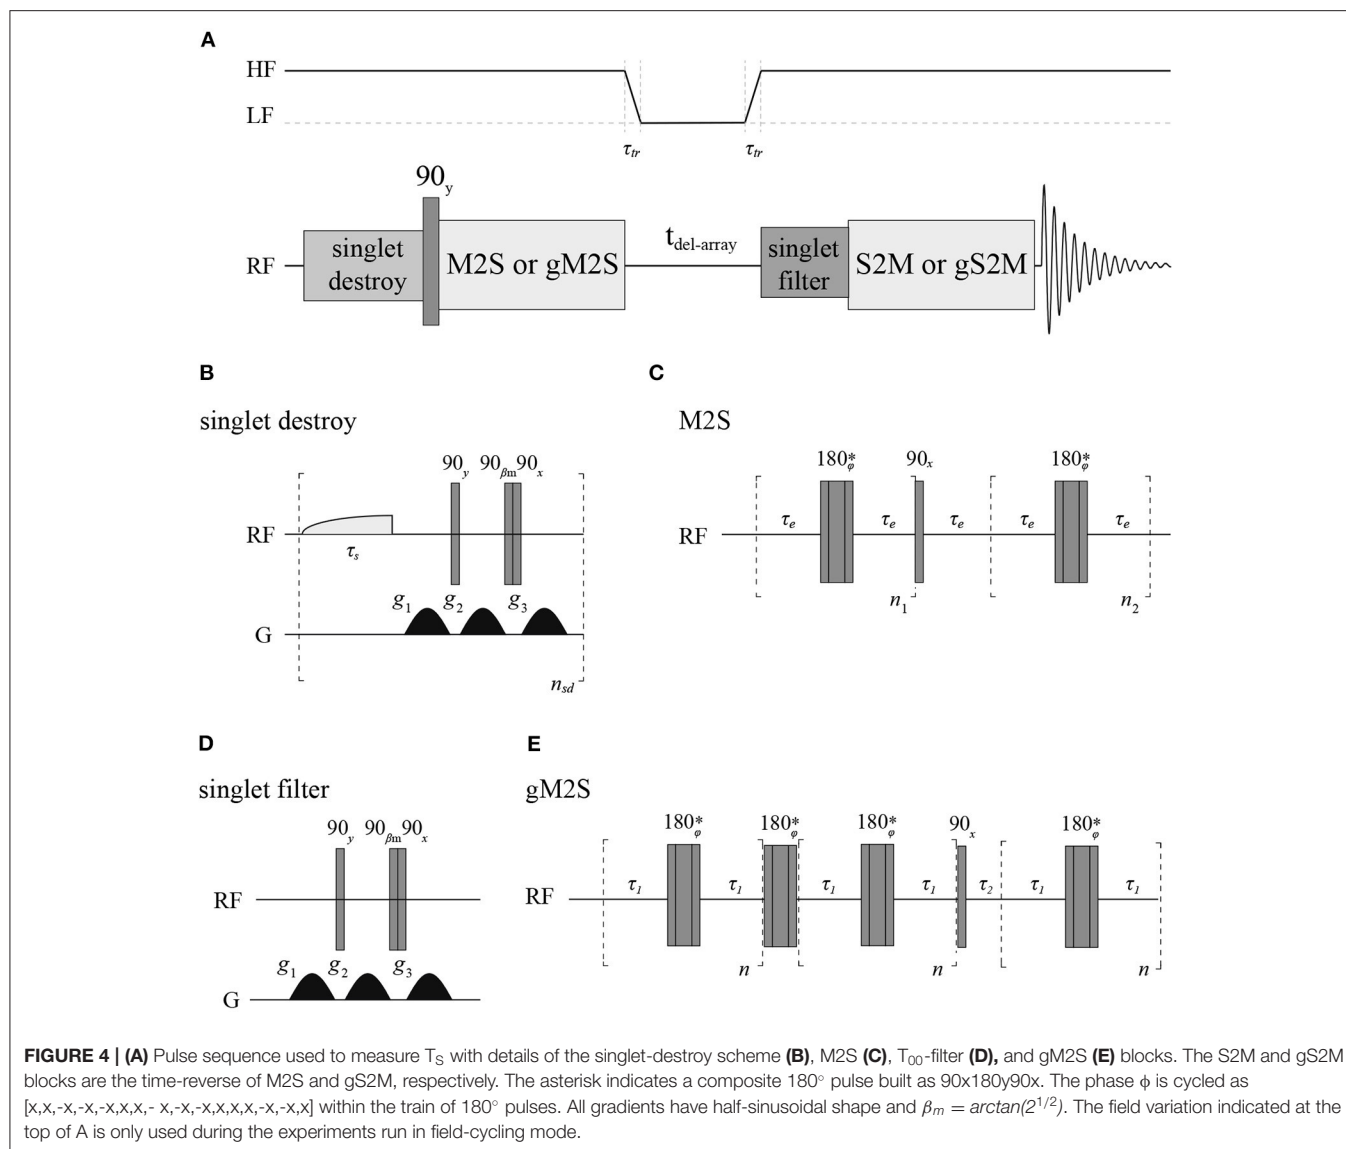 A
HF
LF
τtr τtr
90y
RF
singlet destroy
M2S or gM2S
tdel-array
singlet filter
S2M or gS2M
B
singlet destroy
90y 90βm90x
RF
τs
g1 g2 g3
G
nsd
C
M2S
180*φ 90x 180*φ
τe τe τe τe τe
RF
n1 n2
D
singlet filter
90y 90βm90x
RF
g1 g2 g3
G
E
gM2S
180*φ 180*φ 180*φ 90x 180*φ
τ1 τ1 τ1 τ1 τ2 τ1 τ1
RF
n n n
FIGURE 4 | (A) Pulse sequence used to measure TS with details of the singlet-destroy scheme (B), M2S (C), T00-filter (D), and gM2S (E) blocks. The S2M and gS2M
blocks are the time-reverse of M2S and gS2M, respectively. The asterisk indicates a composite 180° pulse built as 90x180y90x. The phase ϕ is cycled as
[x,x,-x,-x,-x,x,x,- x,-x,-x,x,x,x,-x,-x,x] within the train of 180° pulses. All gradients have half-sinusoidal shape and βm = arctan(2^1/2). The field variation indicated at the
top of A is only used during the experiments run in field-cycling mode.